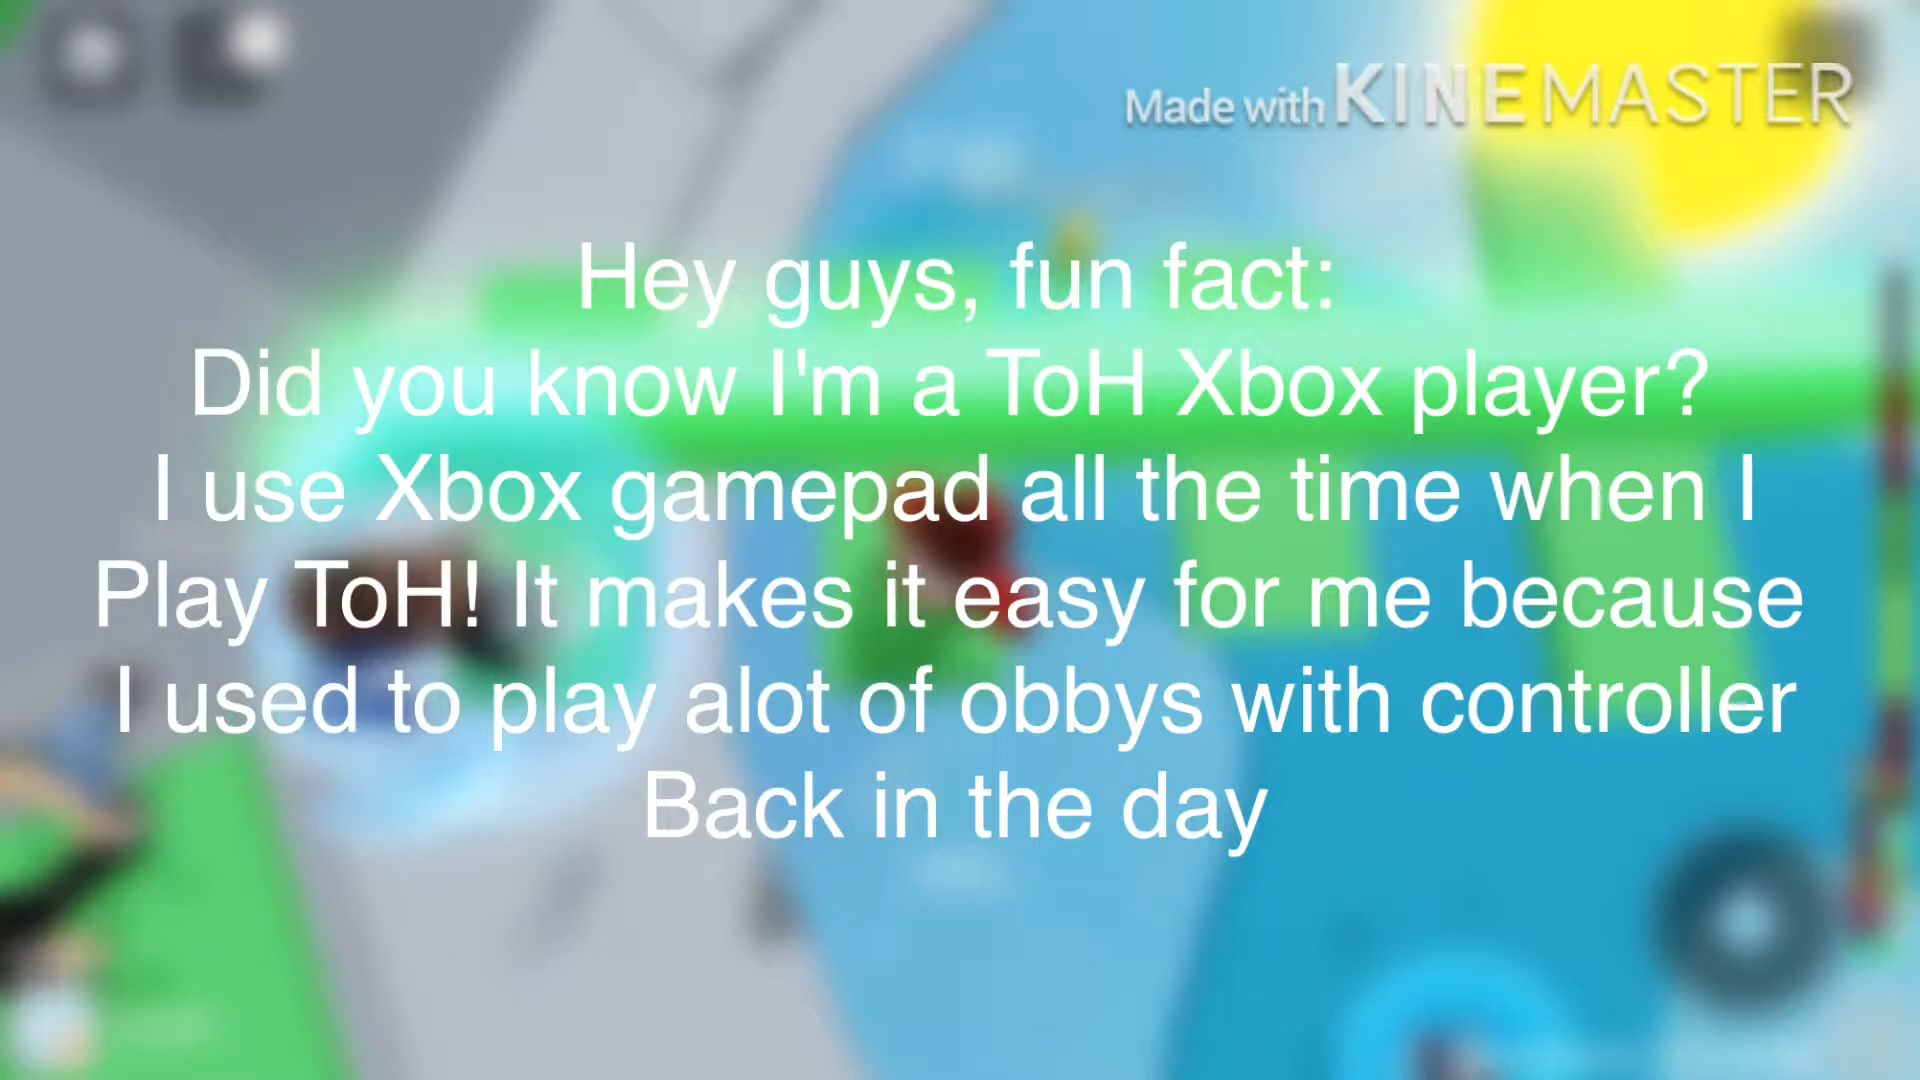 Made with KINEMASTER
Hey guys, fun fact:
Did you know I'm a ToH Xbox player?
I use Xbox gamepad all the time when I
Play ToH! It makes it easy for me because
I used to play alot of obbys with controller
Back in the day